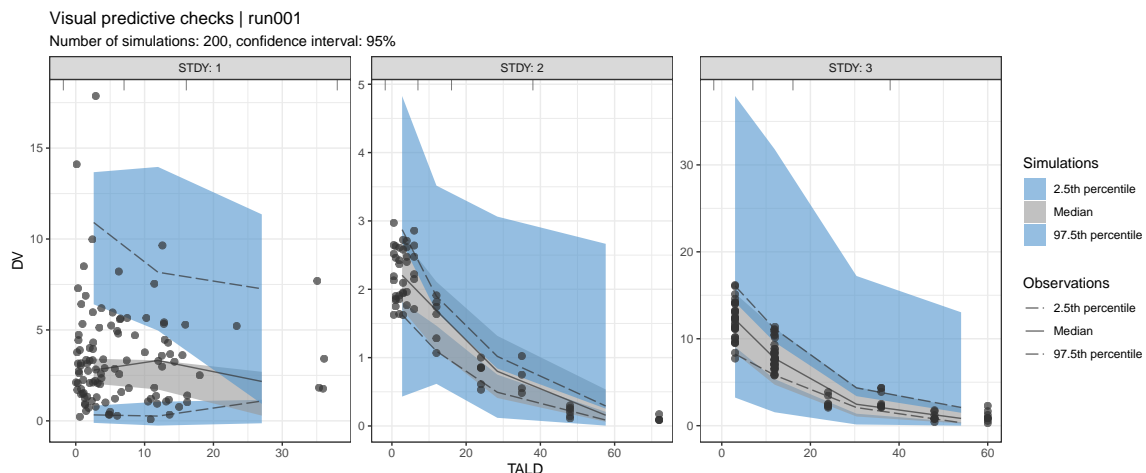 Visual predictive checks | run001
Number of simulations: 200, confidence interval: 95%
STDY: 1
STDY: 2
STDY: 3
DV
15
10
5
0
0
10
20
30
5
4
3
2
1
0
0
20
40
60
30
20
10
0
0
20
40
60
TALD
Simulations
2.5th percentile
Median
97.5th percentile
Observations
2.5th percentile
Median
97.5th percentile